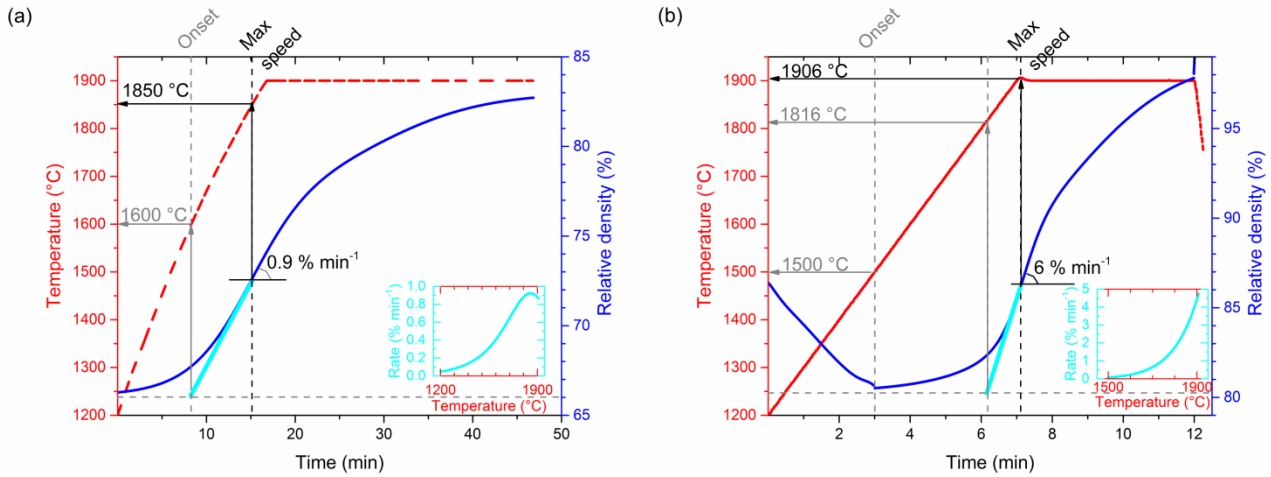 (a)
Onset
Max
speed
1900
1800
1700
1600
1500
1400
1300
1200
Temperature (°C)
1850 °C
1600 °C
0.9 % min⁻¹
85
80
75
70
65
Relative density (%)
10
20
30
40
50
Time (min)
1.0
0.8
0.6
0.4
0.2
0.0
Rate (% min⁻¹)
1200
1900
Temperature (°C)
(b)
Onset
Max
speed
1900
1800
1700
1600
1500
1400
1300
1200
Temperature (°C)
1906 °C
1816 °C
1500 °C
6 % min⁻¹
95
90
85
80
Relative density (%)
2
4
6
8
10
12
Time (min)
5
4
3
2
1
0
Rate (% min⁻¹)
1500
1900
Temperature (°C)